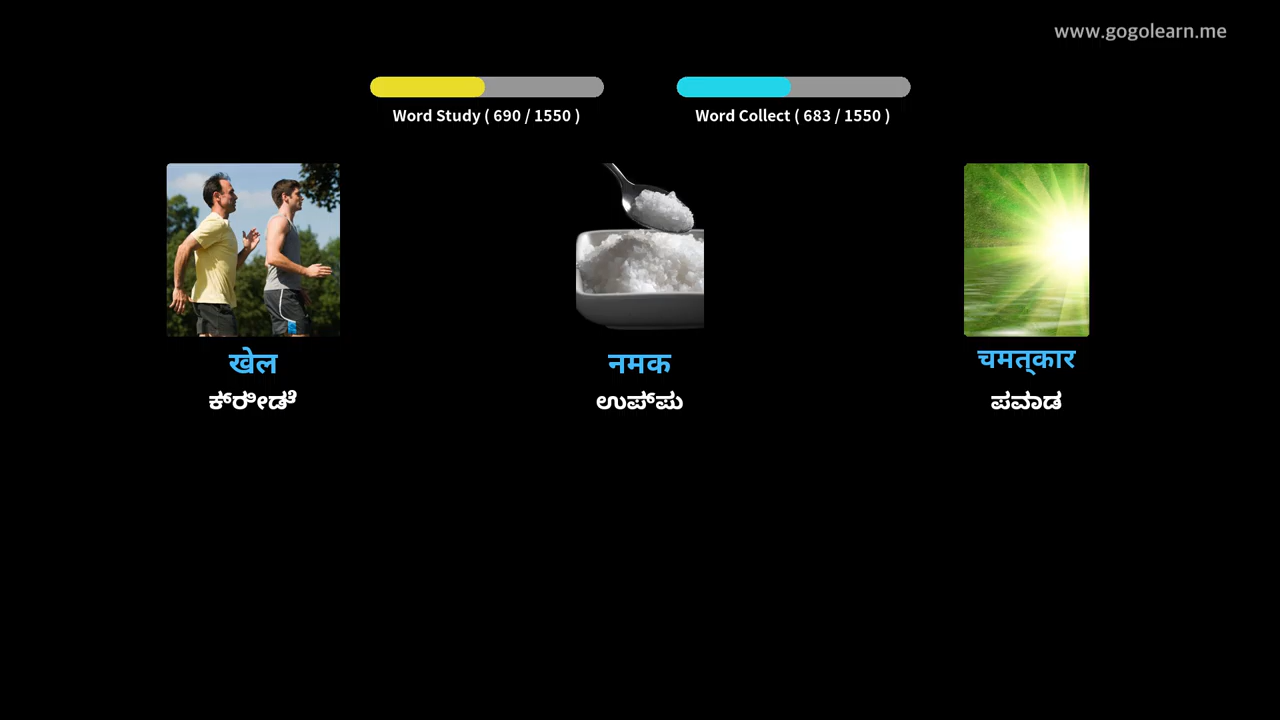 www.gogolearn.me
Word Study ( 690 / 1550 )
Word Collect ( 683 / 1550 )
खेल
नमक
चमत्कार
ಕ್ರೀಡೆ
ಉಪ್ಪು
ಪವಾಡ